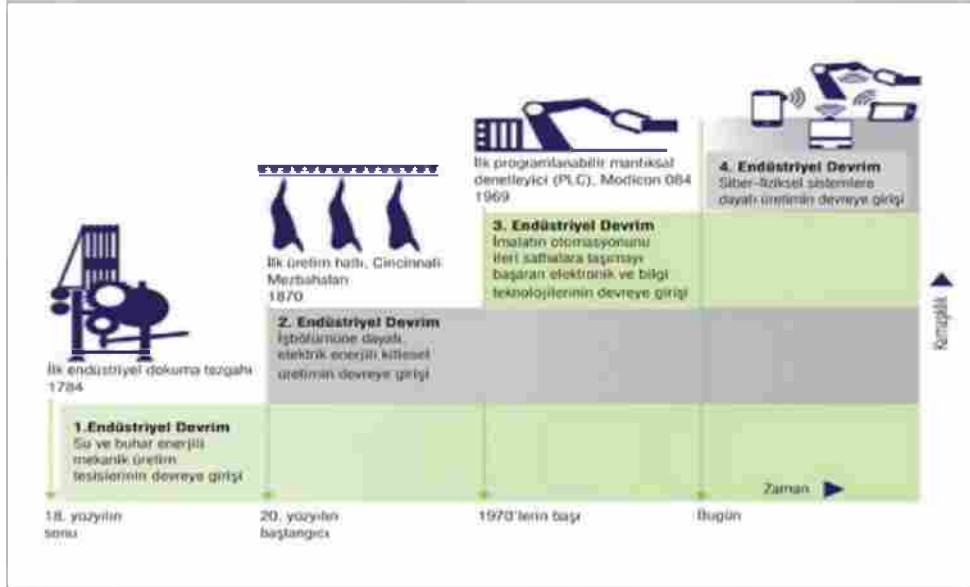 İlk endüstriyel dokuma tezgahı
1784
1.Endüstriyel Devrim
Su ve buhar enerjili
mekanik üretim
tesislerinin devreye girişi
18. yüzyılın
sonu
İlk üretim hattı, Cincinnati
Mezbahaları
1870
2. Endüstriyel Devrim
İşbölümüne dayalı,
elektrik enerjili kitlesel
üretimin devreye girişi
20. yüzyılın
başlangıcı
İlk programlanabilir mantıksal
denetleyici (PLC), Modicon 084
1969
3. Endüstriyel Devrim
İmalatın otomasyonunu
ileri safhalara taşımayı
başaran elektronik ve bilgi
teknolojilerinin devreye girişi
1970'lerin başı
4. Endüstriyel Devrim
Siber-fiziksel sistemlere
dayalı üretimin devreye girişi
Bugün
Zaman
Karmaşıklık